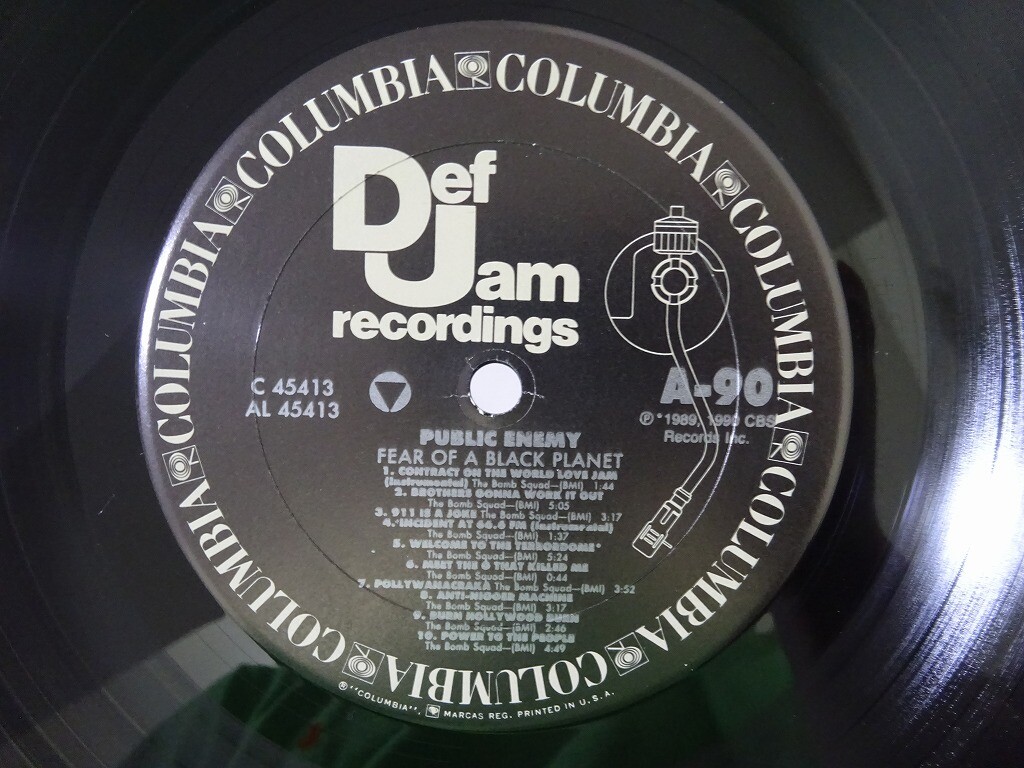 COLUMBIA COLUMBIA COLUMBIA COLUMBIA COLUMBIA COLUMBIA COLUMBIA COLUMBIA
Def
Jam
recordings
C 45413
AL 45413
A-90
℗ *1989, 1990 CBS
Records Inc.
PUBLIC ENEMY
FEAR OF A BLACK PLANET
1. CONTRACT ON THE WORLD LOVE JAM
(Instrumental) The Bomb Squad—(BMI) 1:44
2. BROTHERS GONNA WORK IT OUT
The Bomb Squad—(BMI) 5:05
3. 911 IS A JOKE The Bomb Squad—(BMI) 3:17
4. INCIDENT AT 66.6 FM (Instrumental)
The Bomb Squad—(BMI) 1:37
5. WELCOME TO THE TERRORDOME*
The Bomb Squad—(BMI) 5:24
6. MEET THE G THAT KILLED ME
The Bomb Squad—(BMI) 0:44
7. POLLYWANACRAKA The Bomb Squad—(BMI) 3:52
8. ANTI-NIGGER MACHINE
The Bomb Squad—(BMI) 3:17
9. BURN HOLLYWOOD BURN
The Bomb Squad—(BMI) 2:46
10. POWER TO THE PEOPLE
The Bomb Squad—(BMI) 4:49
® "COLUMBIA", MARCAS REG. PRINTED IN U.S.A.